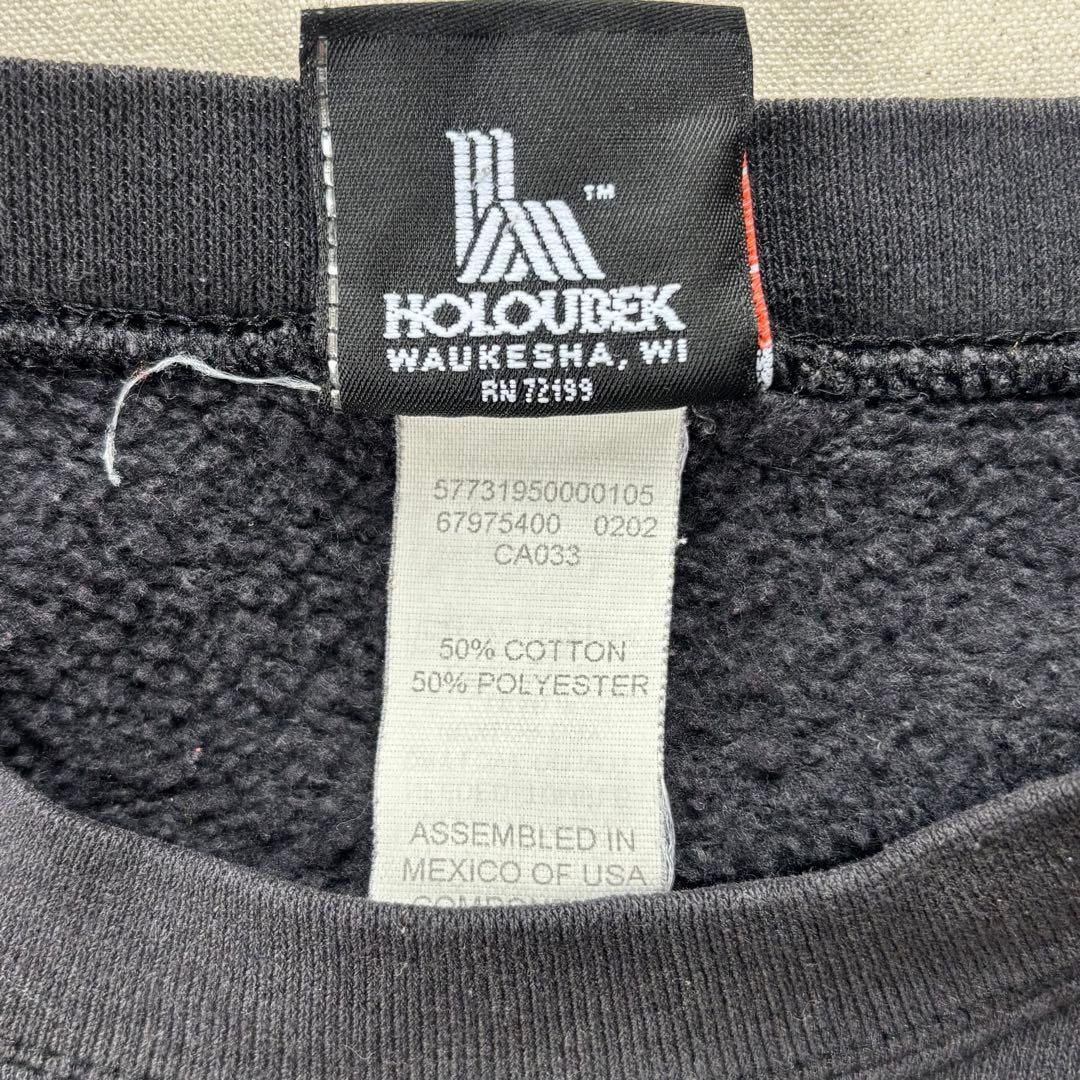 ™
HOLOUBEK
WAUKESHA, WI
RN 72199
57731950000105
67975400 0202
CA033
50% COTTON
50% POLYESTER
ASSEMBLED IN
MEXICO OF USA